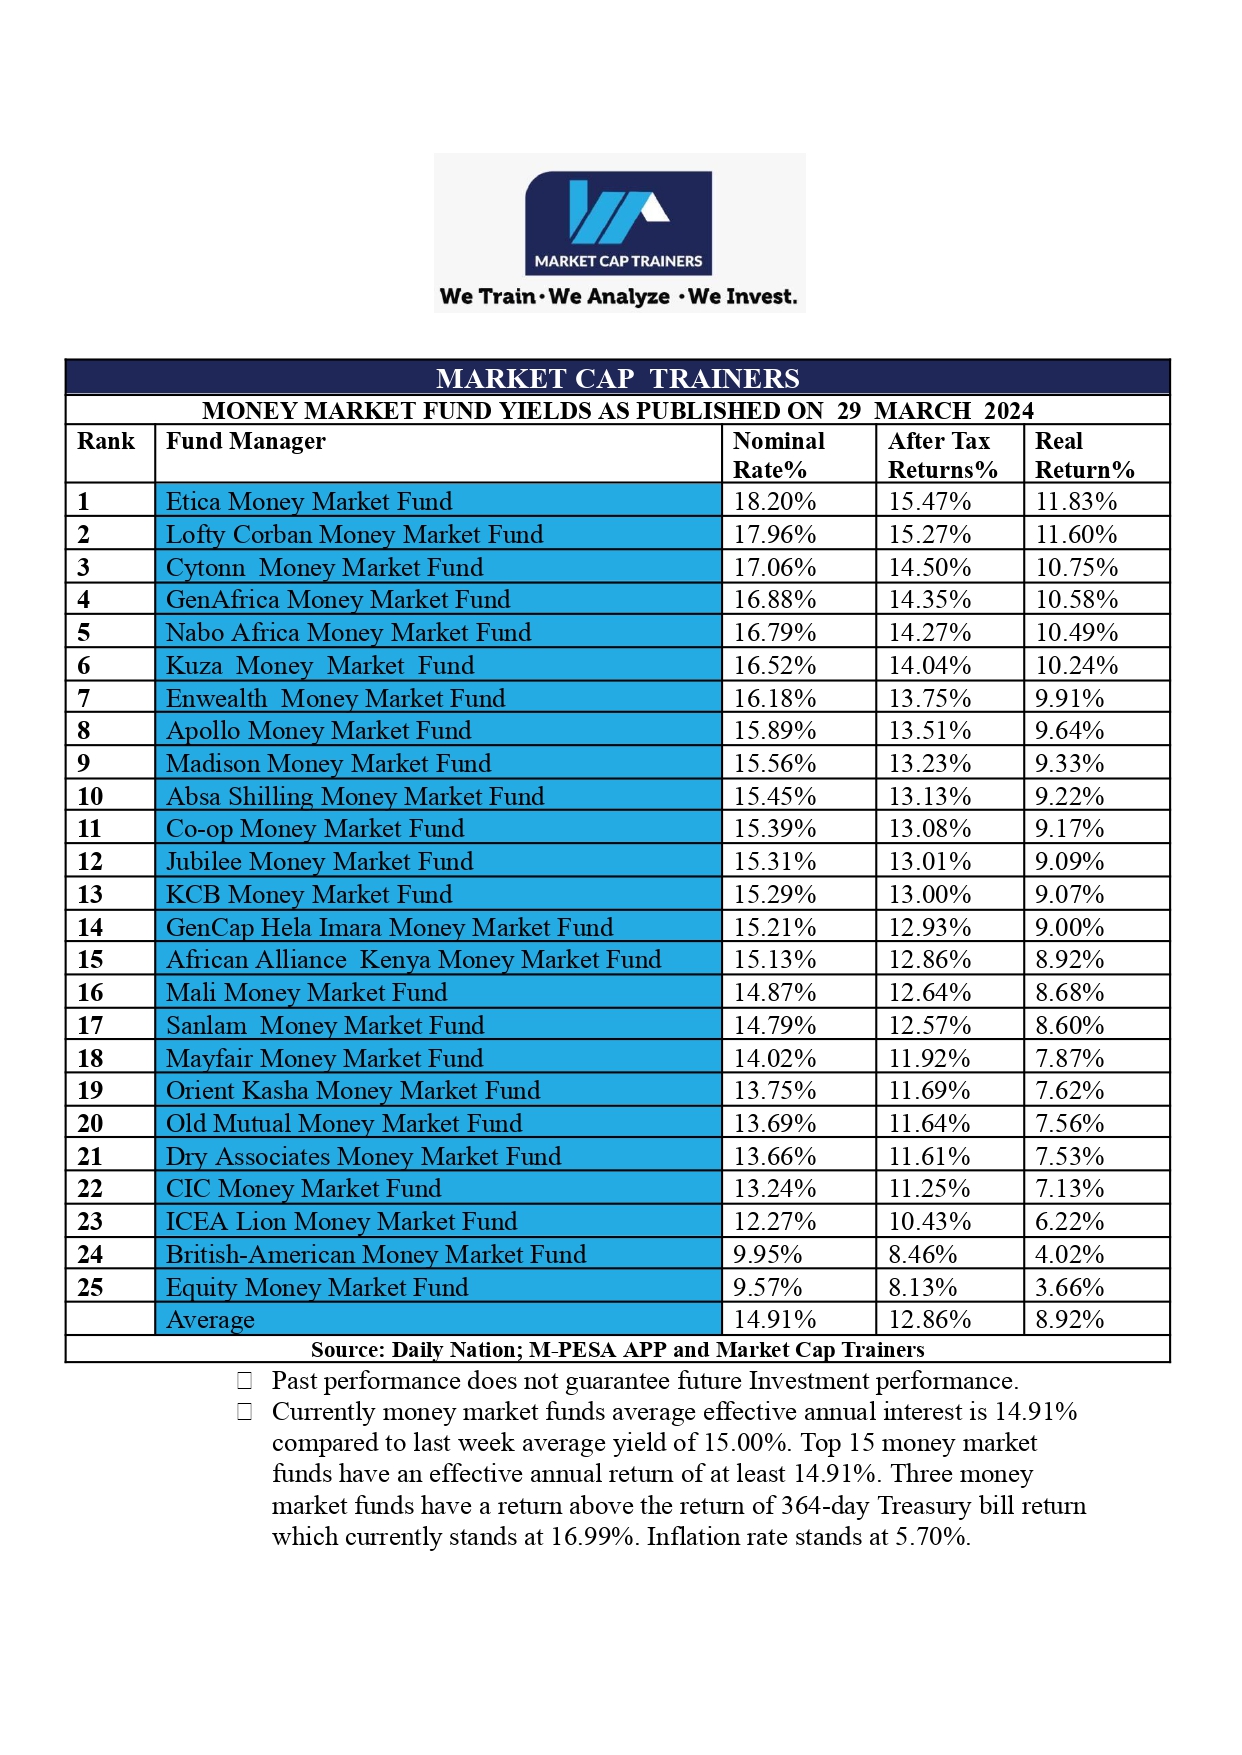 MARKET CAP TRAINERS
We Train · We Analyze · We Invest.
MARKET CAP TRAINERS
MONEY MARKET FUND YIELDS AS PUBLISHED ON 29 MARCH 2024
Rank Fund Manager Nominal Rate% After Tax Returns% Real Return%
1 Etica Money Market Fund 18.20% 15.47% 11.83%
2 Lofty Corban Money Market Fund 17.96% 15.27% 11.60%
3 Cytonn Money Market Fund 17.06% 14.50% 10.75%
4 GenAfrica Money Market Fund 16.88% 14.35% 10.58%
5 Nabo Africa Money Market Fund 16.79% 14.27% 10.49%
6 Kuza Money Market Fund 16.52% 14.04% 10.24%
7 Enwealth Money Market Fund 16.18% 13.75% 9.91%
8 Apollo Money Market Fund 15.89% 13.51% 9.64%
9 Madison Money Market Fund 15.56% 13.23% 9.33%
10 Absa Shilling Money Market Fund 15.45% 13.13% 9.22%
11 Co-op Money Market Fund 15.39% 13.08% 9.17%
12 Jubilee Money Market Fund 15.31% 13.01% 9.09%
13 KCB Money Market Fund 15.29% 13.00% 9.07%
14 GenCap Hela Imara Money Market Fund 15.21% 12.93% 9.00%
15 African Alliance Kenya Money Market Fund 15.13% 12.86% 8.92%
16 Mali Money Market Fund 14.87% 12.64% 8.68%
17 Sanlam Money Market Fund 14.79% 12.57% 8.60%
18 Mayfair Money Market Fund 14.02% 11.92% 7.87%
19 Orient Kasha Money Market Fund 13.75% 11.69% 7.62%
20 Old Mutual Money Market Fund 13.69% 11.64% 7.56%
21 Dry Associates Money Market Fund 13.66% 11.61% 7.53%
22 CIC Money Market Fund 13.24% 11.25% 7.13%
23 ICEA Lion Money Market Fund 12.27% 10.43% 6.22%
24 British-American Money Market Fund 9.95% 8.46% 4.02%
25 Equity Money Market Fund 9.57% 8.13% 3.66%
Average 14.91% 12.86% 8.92%
Source: Daily Nation; M-PESA APP and Market Cap Trainers
Past performance does not guarantee future Investment performance.
Currently money market funds average effective annual interest is 14.91%
compared to last week average yield of 15.00%. Top 15 money market
funds have an effective annual return of at least 14.91%. Three money
market funds have a return above the return of 364-day Treasury bill return
which currently stands at 16.99%. Inflation rate stands at 5.70%.